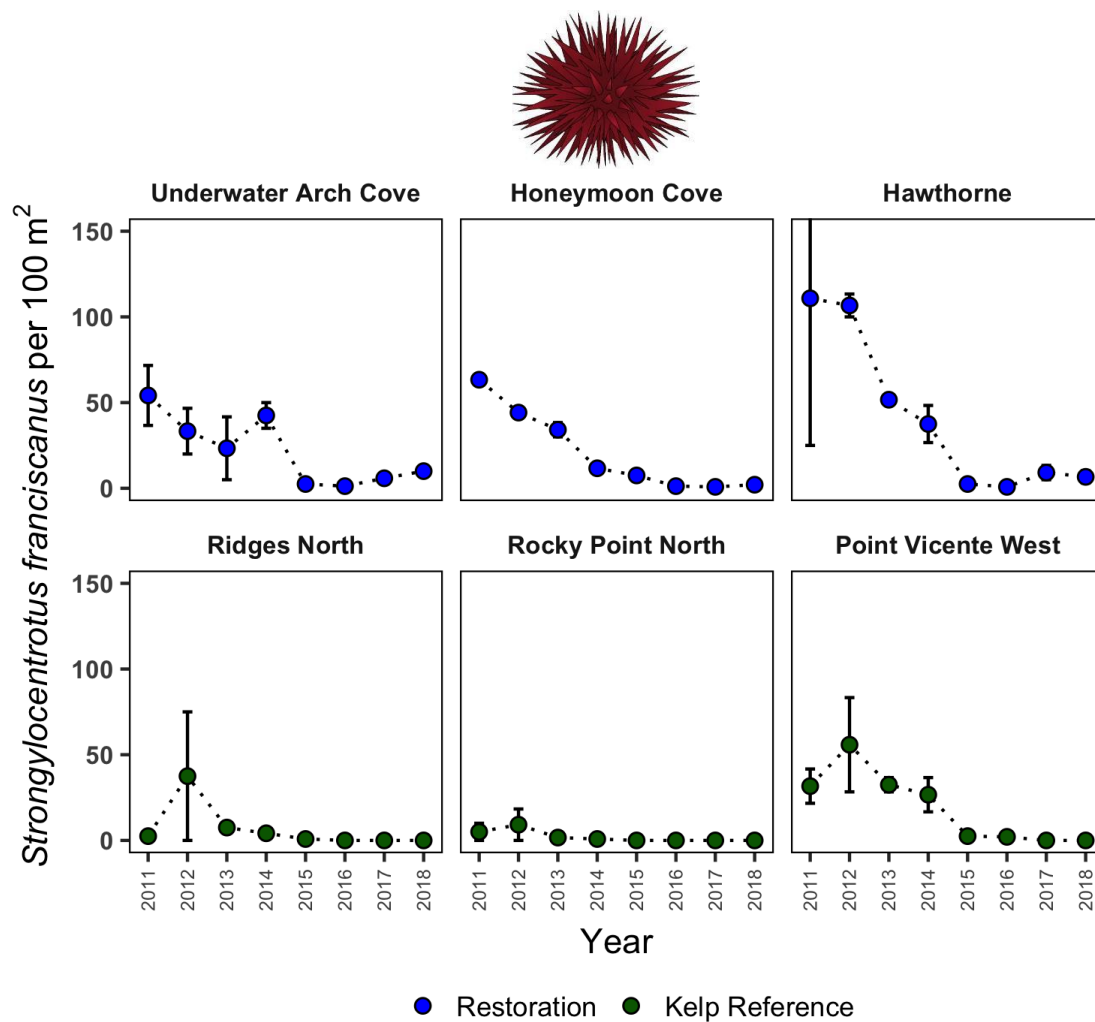 Underwater Arch Cove
Honeymoon Cove
Hawthorne
Strongylocentrotus franciscanus per 100 m²
150
100
50
0
Ridges North
Rocky Point North
Point Vicente West
150
100
50
0
2011 2012 2013 2014 2015 2016 2017 2018
2011 2012 2013 2014 2015 2016 2017 2018
2011 2012 2013 2014 2015 2016 2017 2018
Year
Restoration
Kelp Reference